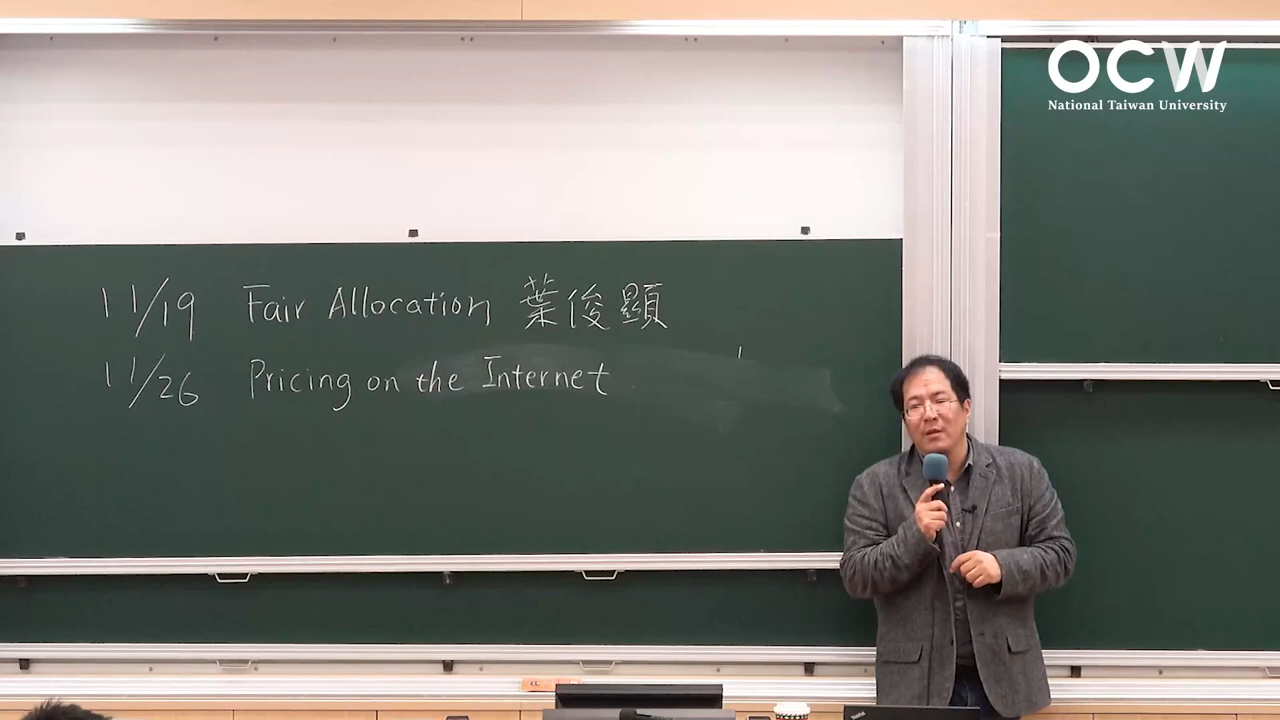 OCW
National Taiwan University
11/19 Fair Allocation 葉俊顯
11/26 Pricing on the Internet